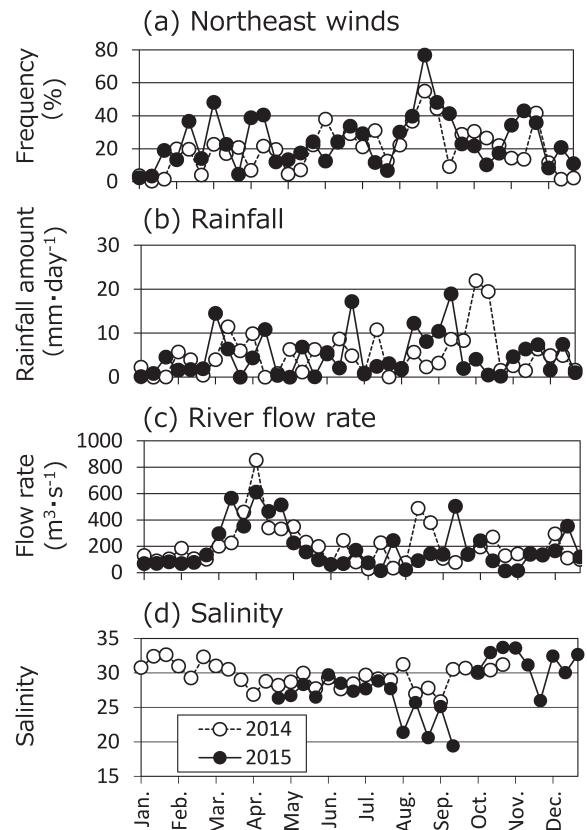 (a) Northeast winds
Frequency
(%)
80
60
40
20
0
(b) Rainfall
Rainfall amount
(mm·day⁻¹)
30
20
10
0
(c) River flow rate
Flow rate
(m³·s⁻¹)
1000
800
600
400
200
0
(d) Salinity
Salinity
35
30
25
20
15
2014
2015
Jan.
Feb.
Mar.
Apr.
May
Jun.
Jul.
Aug.
Sep.
Oct.
Nov.
Dec.